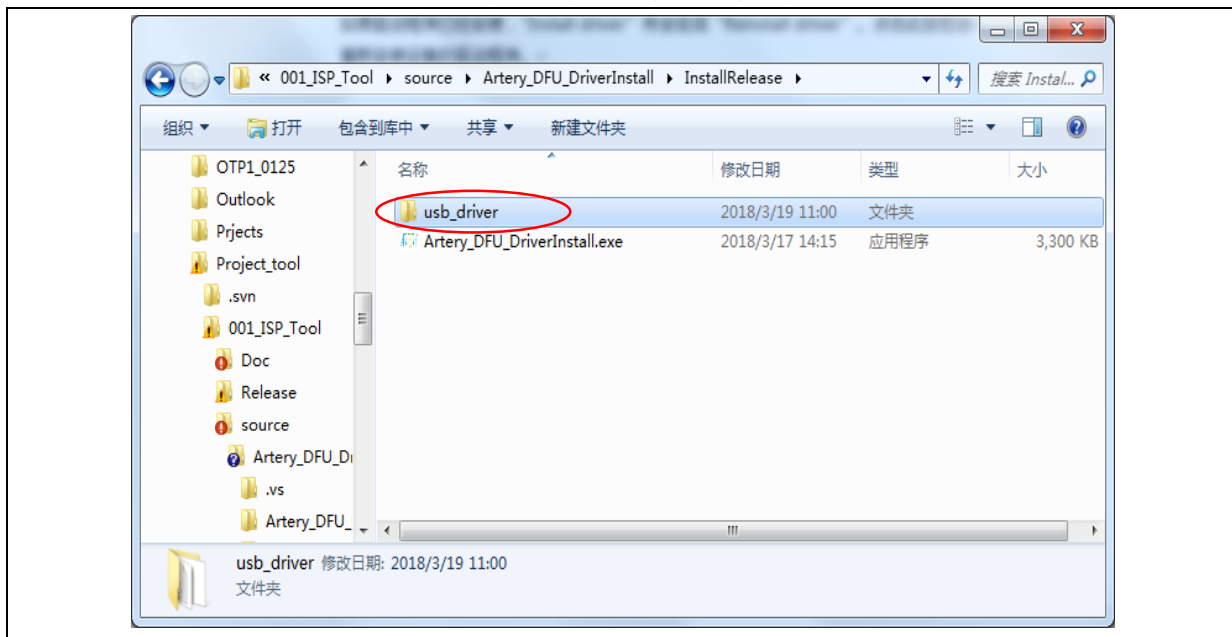 "Install driver" "Reinstall driver"
« 001_ISP_Tool ▸ source ▸ Artery_DFU_DriverInstall ▸ InstallRelease ▸
搜索 Instal...
组织 打开 包含到库中 共享 新建文件夹
名称 修改日期 类型 大小
usb_driver 2018/3/19 11:00 文件夹
Artery_DFU_DriverInstall.exe 2018/3/17 14:15 应用程序 3,300 KB
OTP1_0125
Outlook
Prjects
Project_tool
.svn
001_ISP_Tool
Doc
Release
source
Artery_DFU_Dr
.vs
Artery_DFU_
usb_driver 修改日期: 2018/3/19 11:00
文件夹